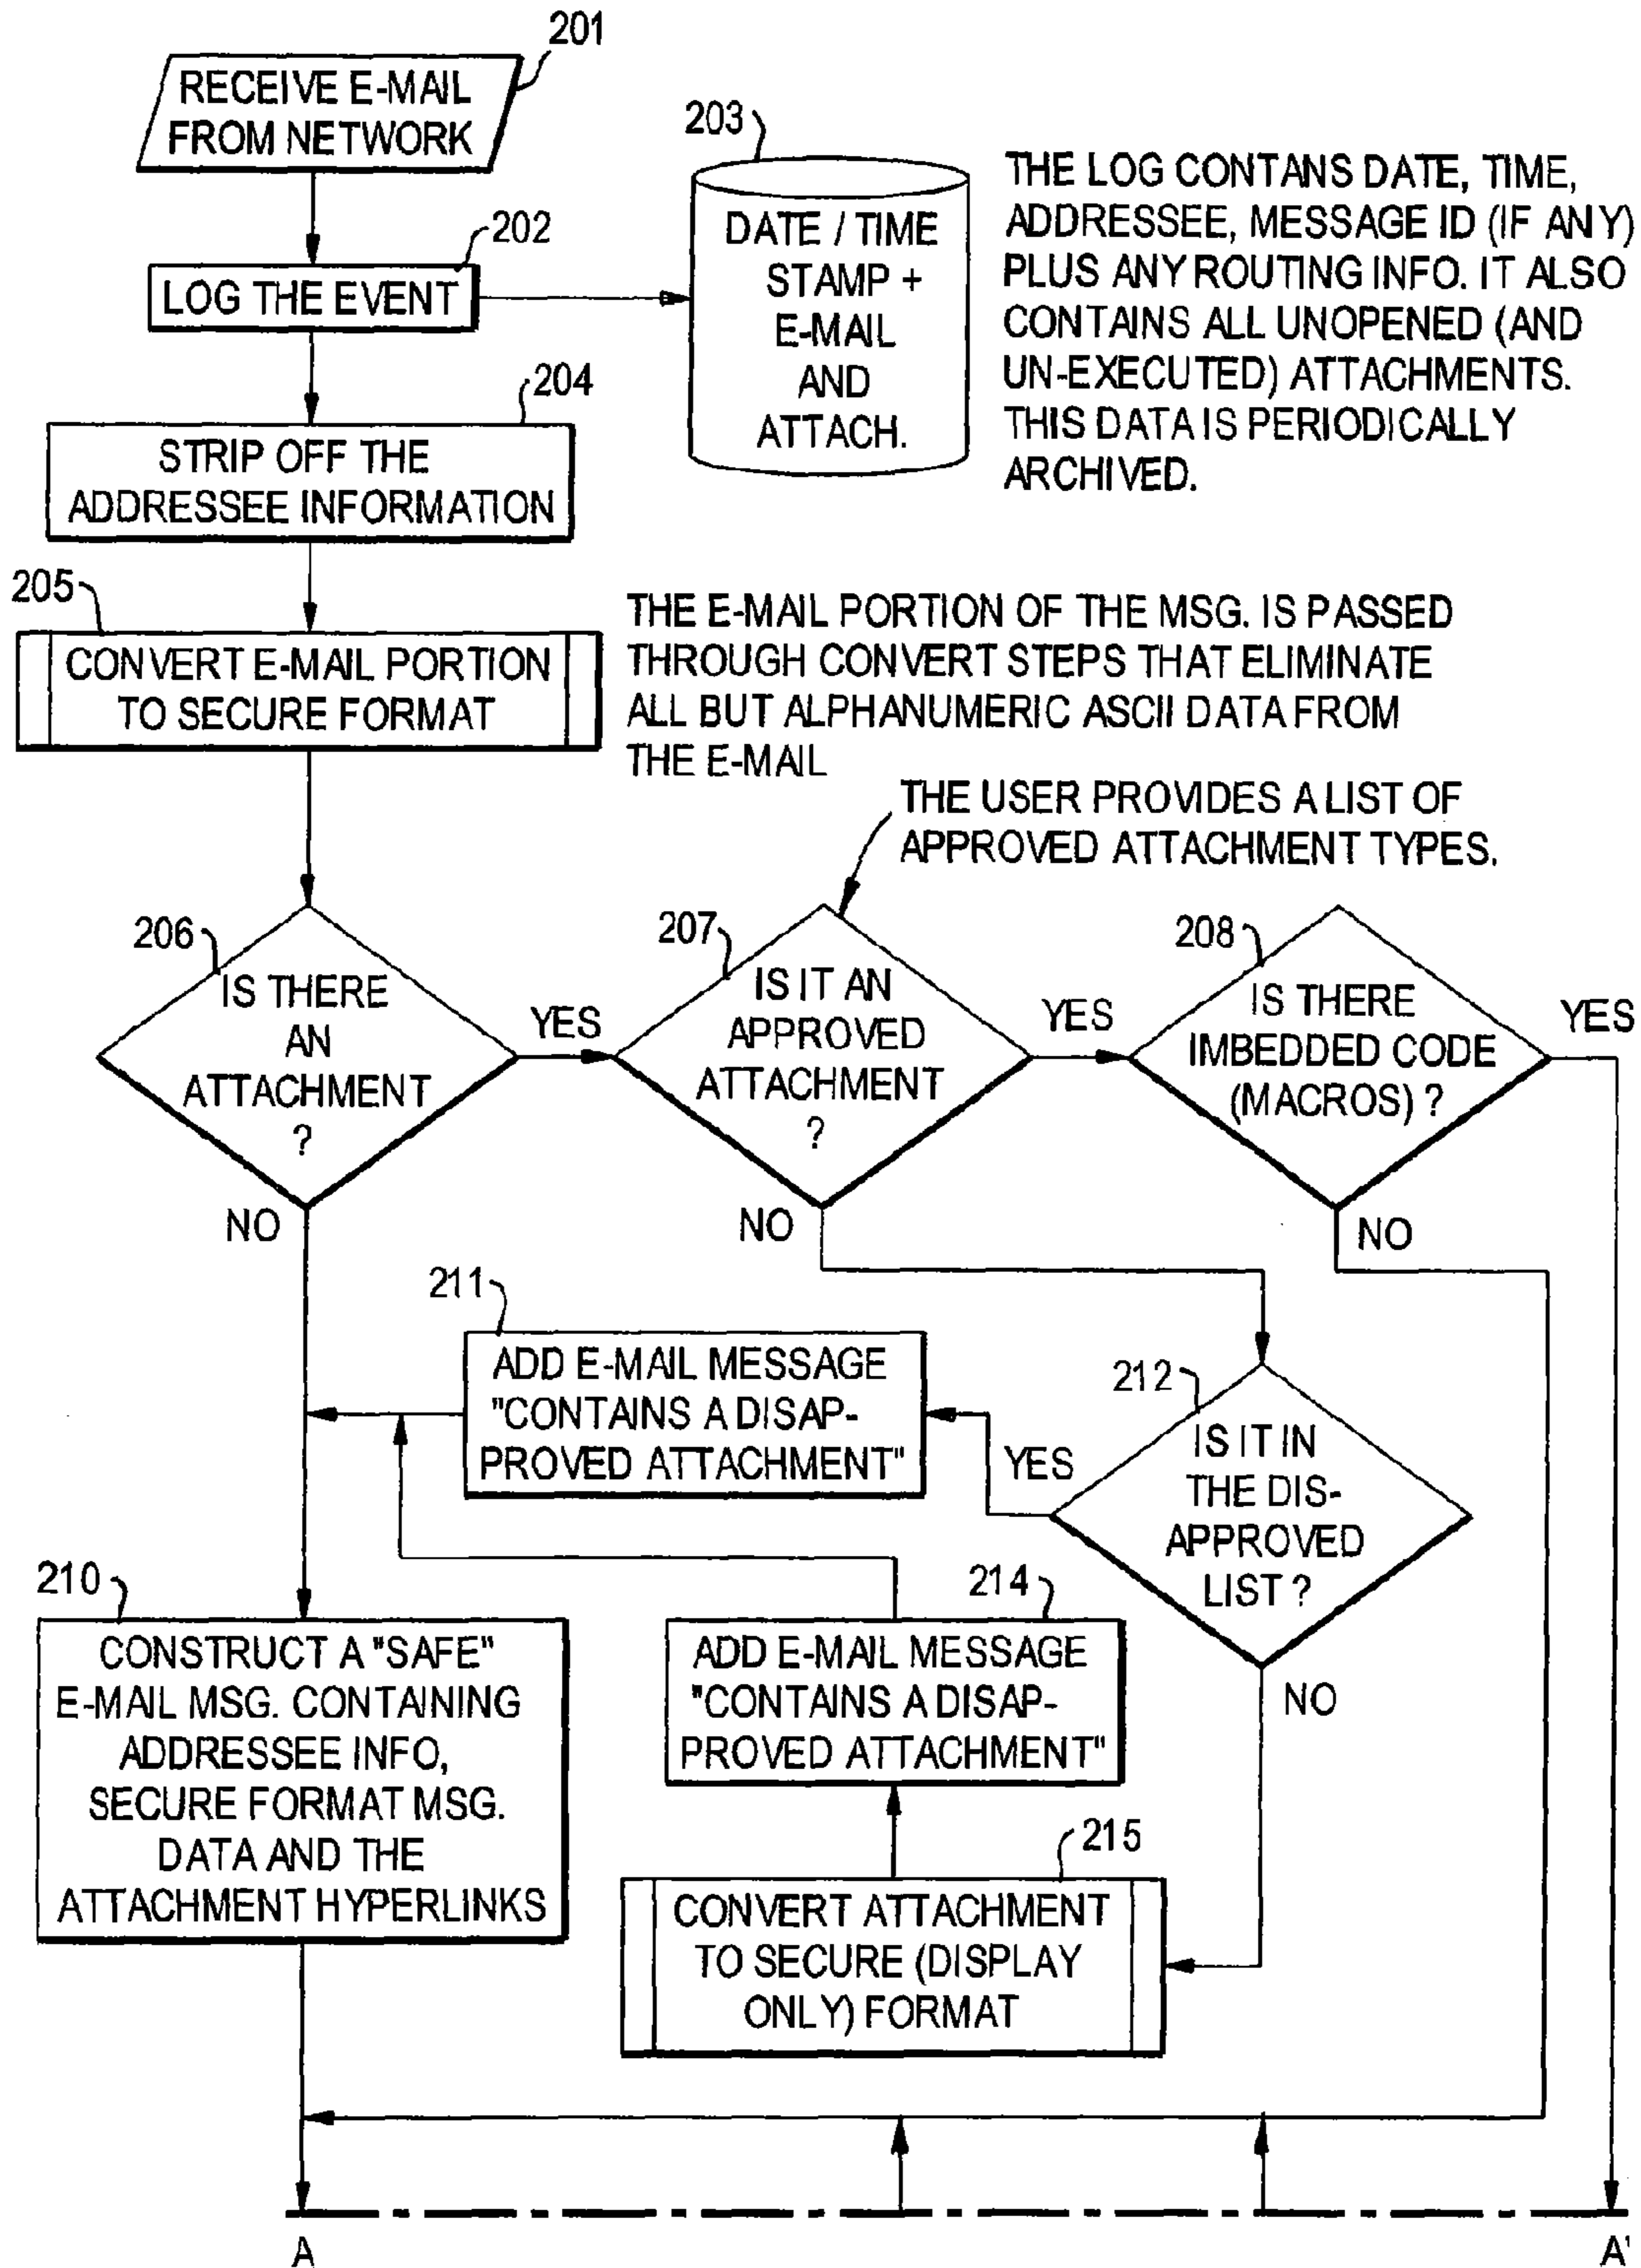 201
RECEIVE E-MAIL
FROM NETWORK
203
202
LOG THE EVENT
DATE / TIME
STAMP +
E-MAIL
AND
ATTACH.
THE LOG CONTANS DATE, TIME,
ADDRESSEE, MESSAGE ID (IF ANY)
PLUS ANY ROUTING INFO. IT ALSO
CONTAINS ALL UNOPENED (AND
UN-EXECUTED) ATTACHMENTS.
THIS DATA IS PERIODICALLY
ARCHIVED.
204
STRIP OFF THE
ADDRESSEE INFORMATION
205
CONVERT E-MAIL PORTION
TO SECURE FORMAT
THE E-MAIL PORTION OF THE MSG. IS PASSED
THROUGH CONVERT STEPS THAT ELIMINATE
ALL BUT ALPHANUMERIC ASCII DATA FROM
THE E-MAIL
THE USER PROVIDES A LIST OF
APPROVED ATTACHMENT TYPES.
206
IS THERE
AN
ATTACHMENT
?
YES
NO
207
IS IT AN
APPROVED
ATTACHMENT
?
YES
NO
208
IS THERE
IMBEDDED CODE
(MACROS) ?
YES
NO
211
ADD E-MAIL MESSAGE
"CONTAINS A DISAP-
PROVED ATTACHMENT"
212
IS IT IN
THE DIS-
APPROVED
LIST ?
YES
NO
210
CONSTRUCT A "SAFE"
E-MAIL MSG. CONTAINING
ADDRESSEE INFO,
SECURE FORMAT MSG.
DATA AND THE
ATTACHMENT HYPERLINKS
214
ADD E-MAIL MESSAGE
"CONTAINS A DISAP-
PROVED ATTACHMENT"
215
CONVERT ATTACHMENT
TO SECURE (DISPLAY
ONLY) FORMAT
A
A'